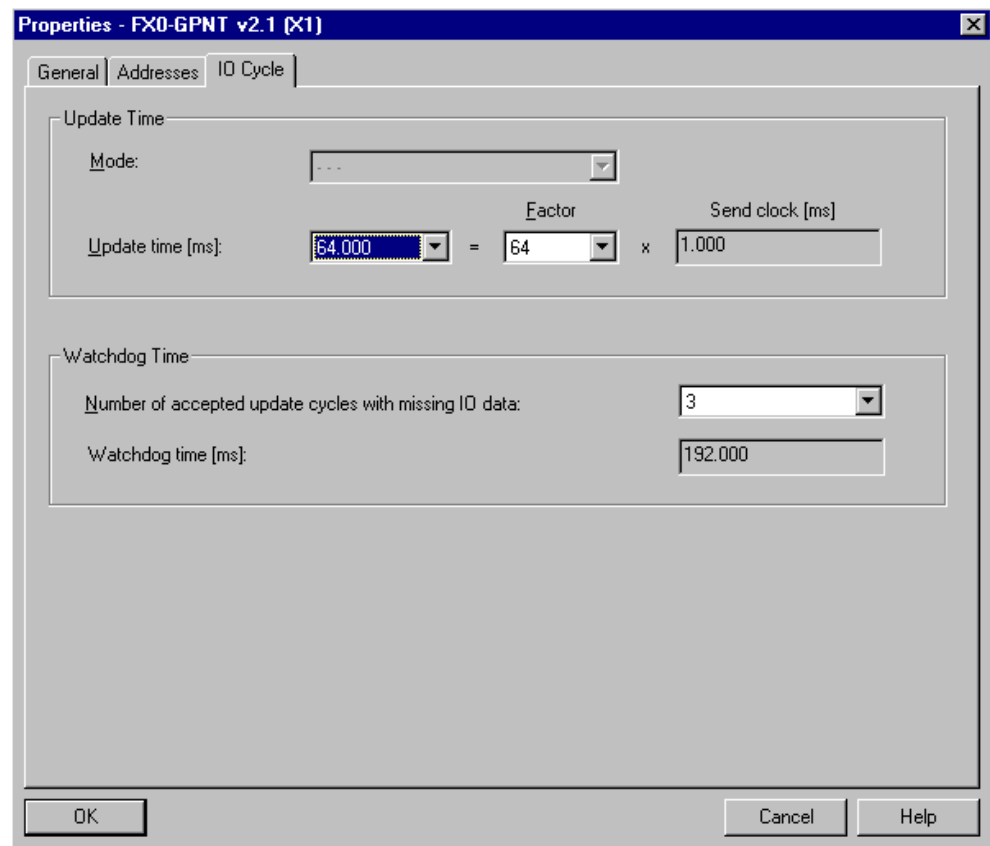 Properties - FX0-GPNT v2.1 (X1)
General Addresses IO Cycle
Update Time
Mode: . . .
Factor Send clock [ms]
Update time [ms]: 64.000 = 64 x 1.000
Watchdog Time
Number of accepted update cycles with missing IO data: 3
Watchdog time [ms]: 192.000
OK Cancel Help